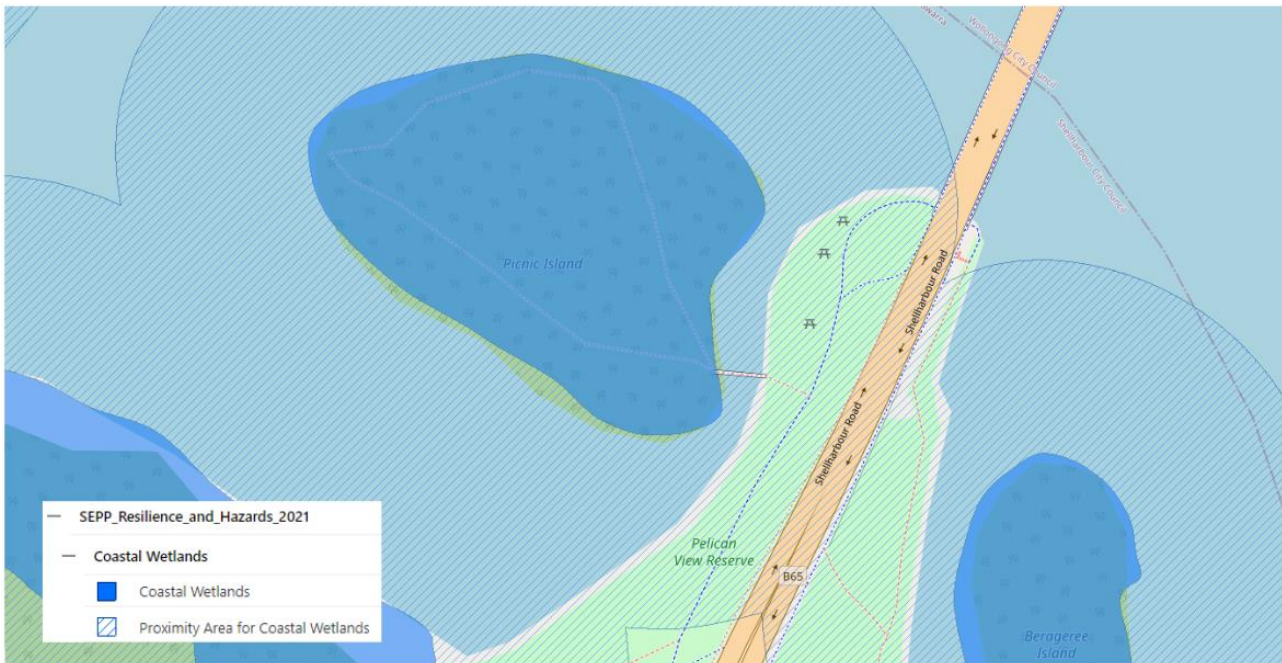 Wollongong City Council
Shellharbour City Council
Picnic Island
Shellharbour Road
Shellharbour Road
Pelican
View Reserve
B65
Berageree
Island
SEPP_Resilience_and_Hazards_2021
Coastal Wetlands
Coastal Wetlands
Proximity Area for Coastal Wetlands